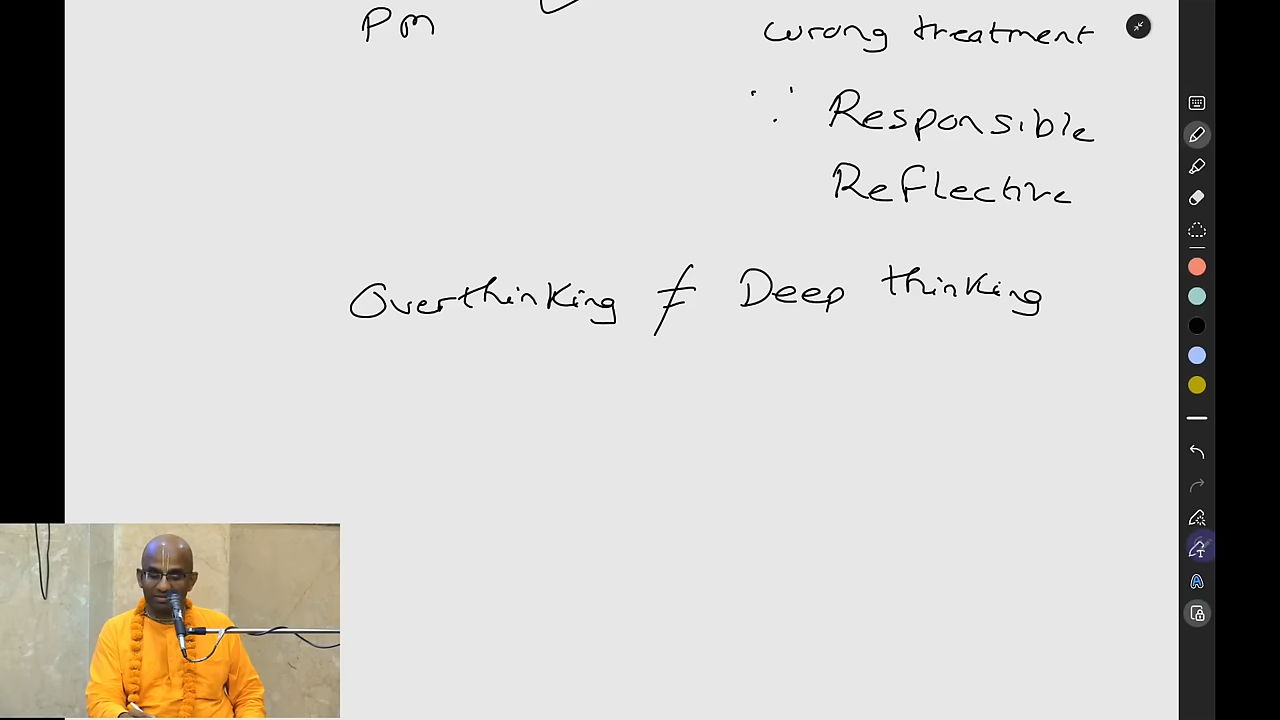 PM
wrong treatment
∵ Responsible
Reflective
Overthinking ≠ Deep thinking